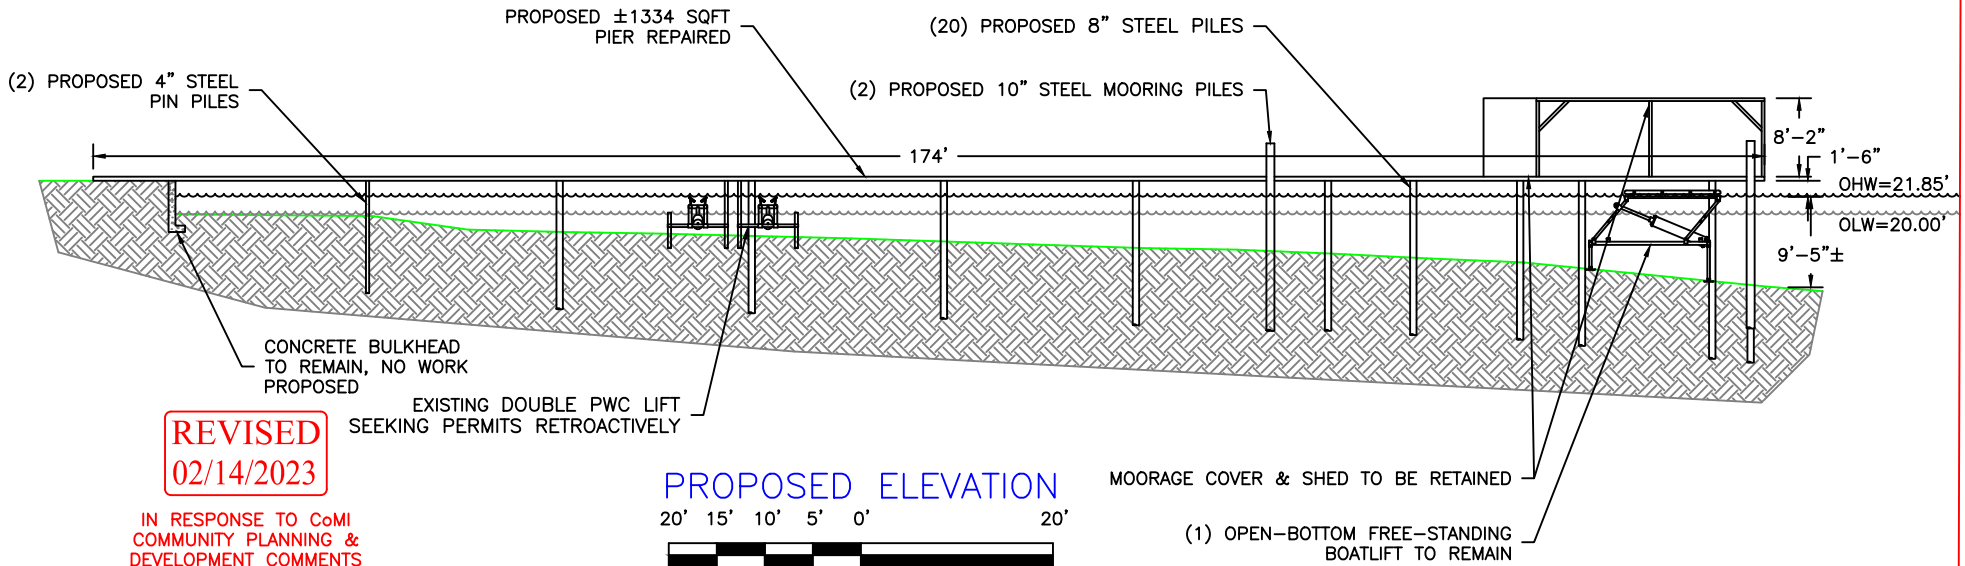 PROPOSED ±1334 SQFT
PIER REPAIRED
(20) PROPOSED 8" STEEL PILES
(2) PROPOSED 4" STEEL
PIN PILES
(2) PROPOSED 10" STEEL MOORING PILES
174'
8'-2"
1'-6"
OHW=21.85'
OLW=20.00'
9'-5"±
CONCRETE BULKHEAD
TO REMAIN, NO WORK
PROPOSED
EXISTING DOUBLE PWC LIFT
SEEKING PERMITS RETROACTIVELY
REVISED
02/14/2023
IN RESPONSE TO CoMI
COMMUNITY PLANNING &
DEVELOPMENT COMMENTS
PROPOSED ELEVATION
20' 15' 10' 5' 0' 20'
MOORAGE COVER & SHED TO BE RETAINED
(1) OPEN-BOTTOM FREE-STANDING
BOATLIFT TO REMAIN